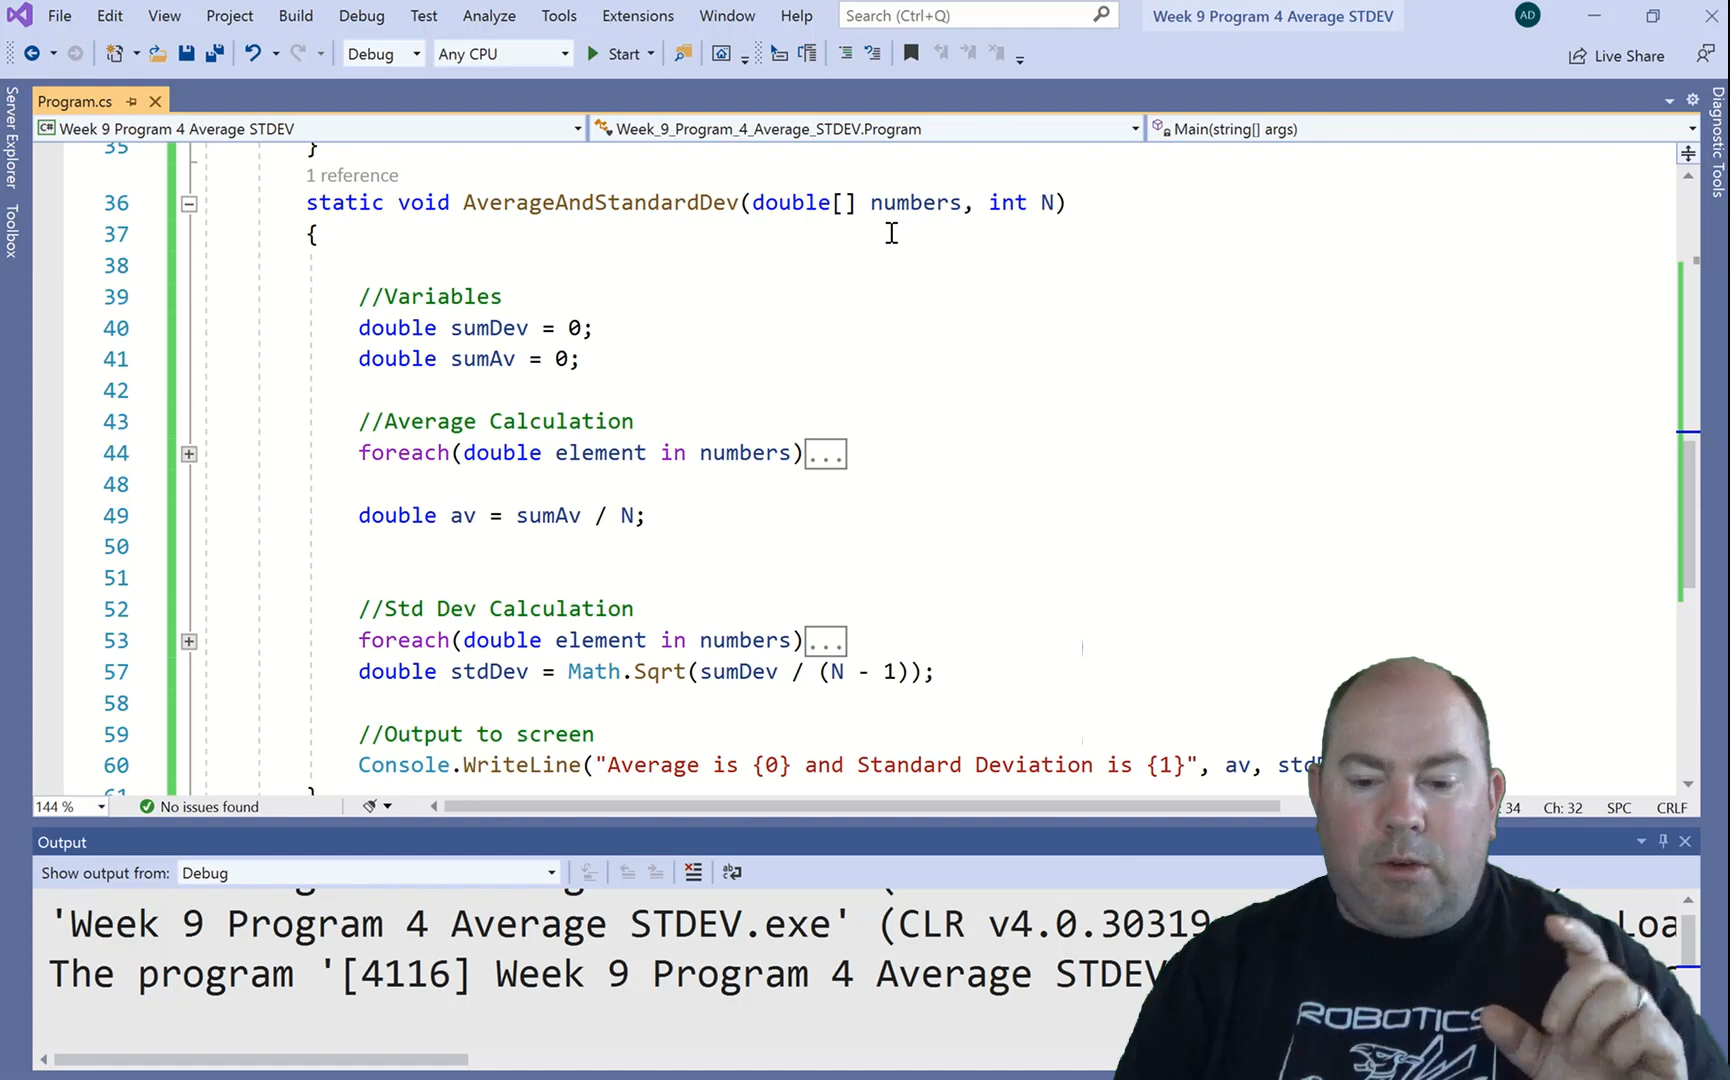 File Edit View Project Build Debug Test Analyze Tools Extensions Window Help Search (Ctrl+Q) Week 9 Program 4 Average STDEV AD
Debug Any CPU Start Live Share
Server Explorer
Toolbox
Diagnostic Tools
Program.cs
C# Week 9 Program 4 Average STDEV Week_9_Program_4_Average_STDEV.Program Main(string[] args)
35 }
1 reference
36 static void AverageAndStandardDev(double[] numbers, int N)
37 {
38
39 //Variables
40 double sumDev = 0;
41 double sumAv = 0;
42
43 //Average Calculation
44 foreach(double element in numbers)...
48
49 double av = sumAv / N;
50
51
52 //Std Dev Calculation
53 foreach(double element in numbers)...
57 double stdDev = Math.Sqrt(sumDev / (N - 1));
58
59 //Output to screen
60 Console.WriteLine("Average is {0} and Standard Deviation is {1}", av,
61 }
144 % No issues found 34 Ch: 32 SPC CRLF
Output
Show output from: Debug
'Week 9 Program 4 Average STDEV.exe' (CLR v4.0.30319
The program '[4116] Week 9 Program 4 Average STDEV
ROBOTICS